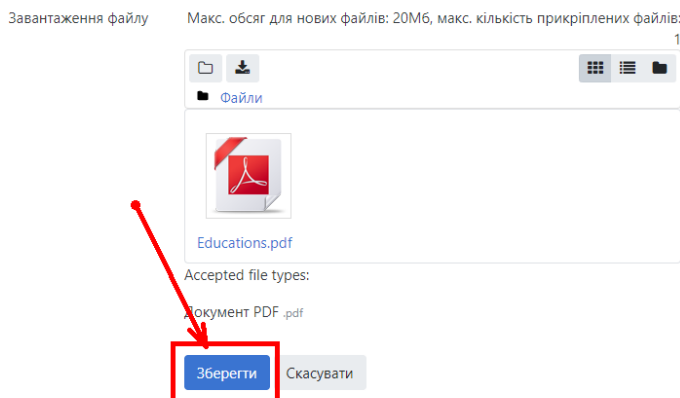 Завантаження файлу Макс. обсяг для нових файлів: 20Мб, макс. кількість прикріплених файлів:
1
Файли
Educations.pdf
Accepted file types:
Документ PDF .pdf
Зберегти Скасувати